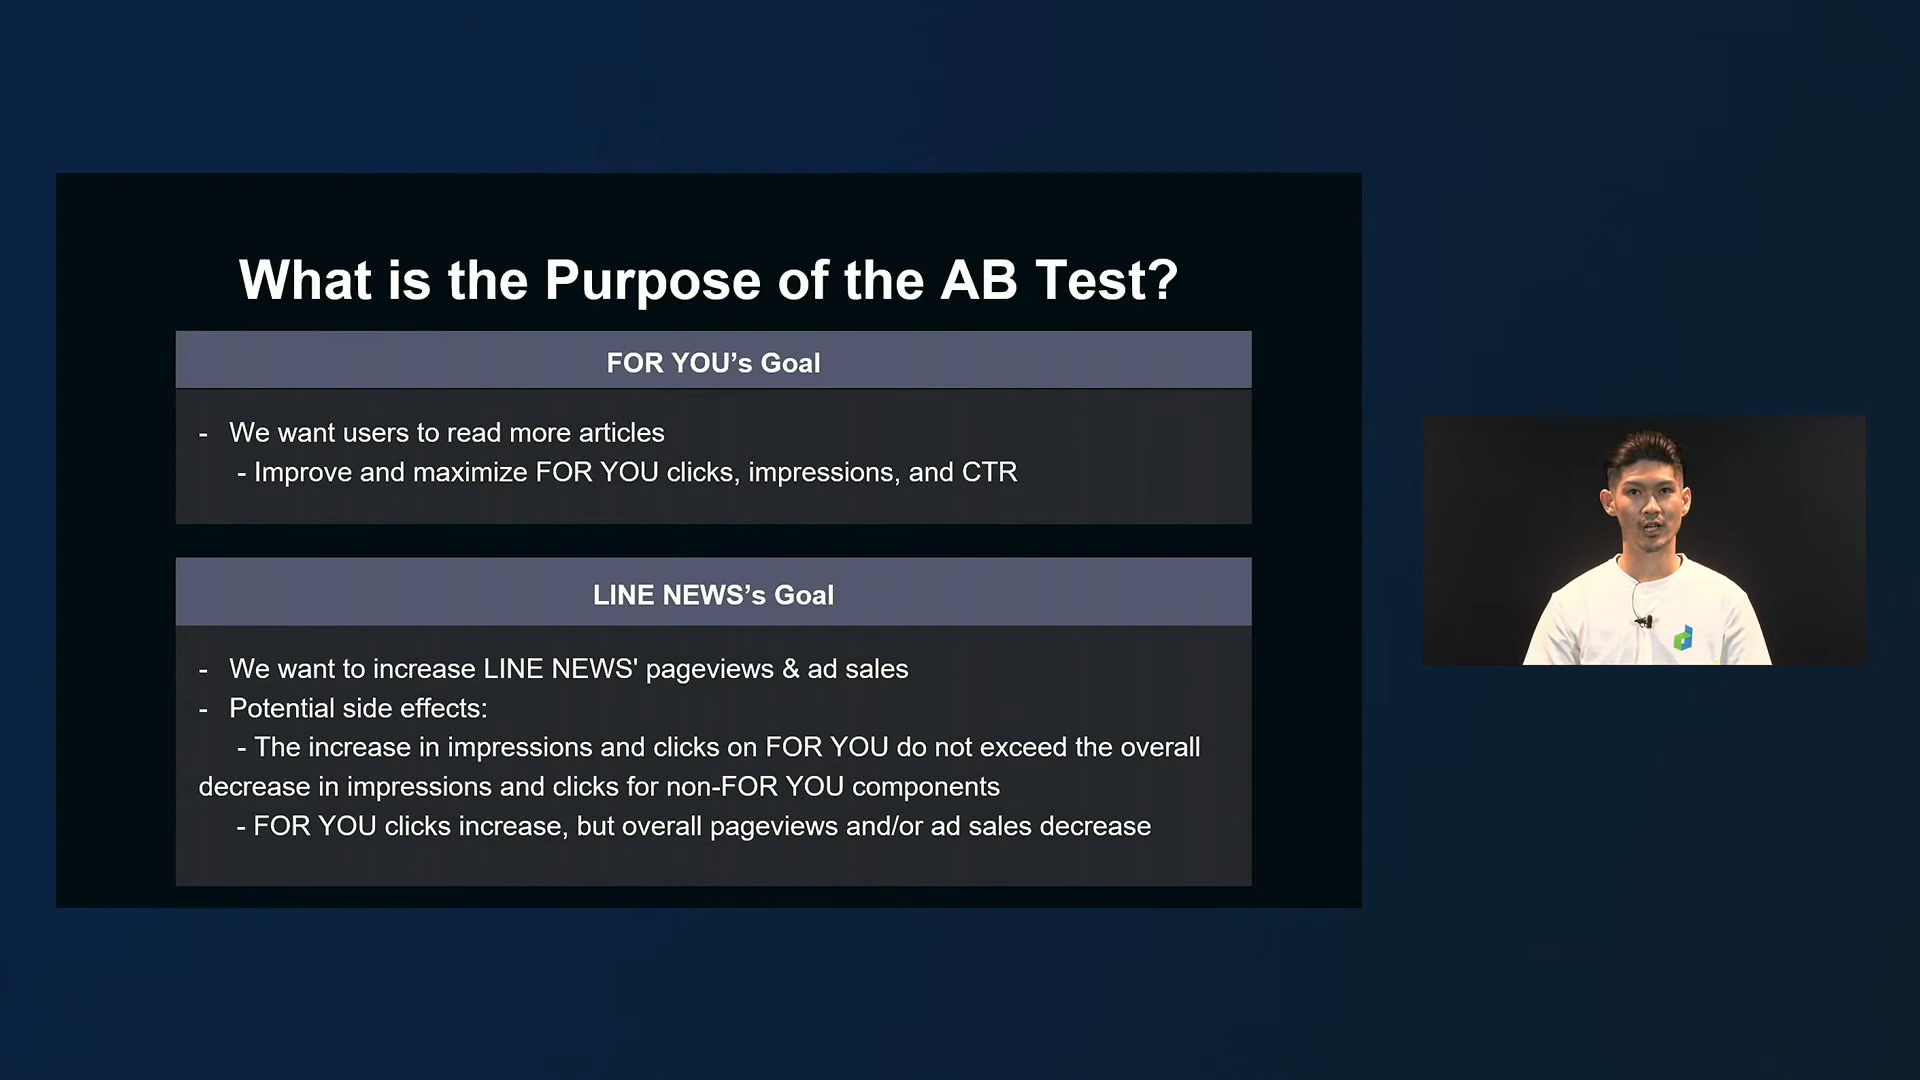 What is the Purpose of the AB Test?
FOR YOU’s Goal
- We want users to read more articles
- Improve and maximize FOR YOU clicks, impressions, and CTR
LINE NEWS’s Goal
- We want to increase LINE NEWS' pageviews & ad sales
- Potential side effects:
- The increase in impressions and clicks on FOR YOU do not exceed the overall
decrease in impressions and clicks for non-FOR YOU components
- FOR YOU clicks increase, but overall pageviews and/or ad sales decrease